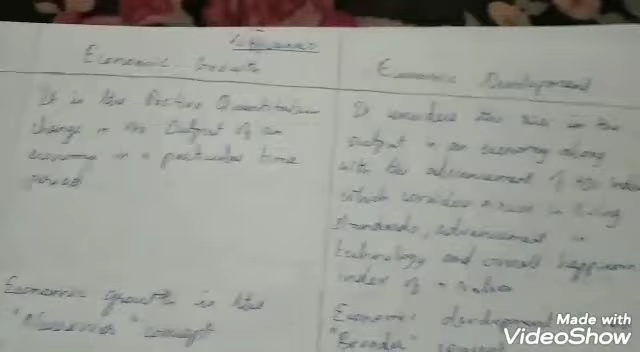 Economic Growth
It is the Positive Quantitative
change in the Output of an
economy in a particular time
period
Economic growth is the
"Narrower" concept
Economic Development
It considers the rise in the
output in an economy along
with the advancement of
which considers a rise in living
standards, advancement in
technology and overall happiness
index of a
Economic development
"Broader" concept
Made with
VideoShow